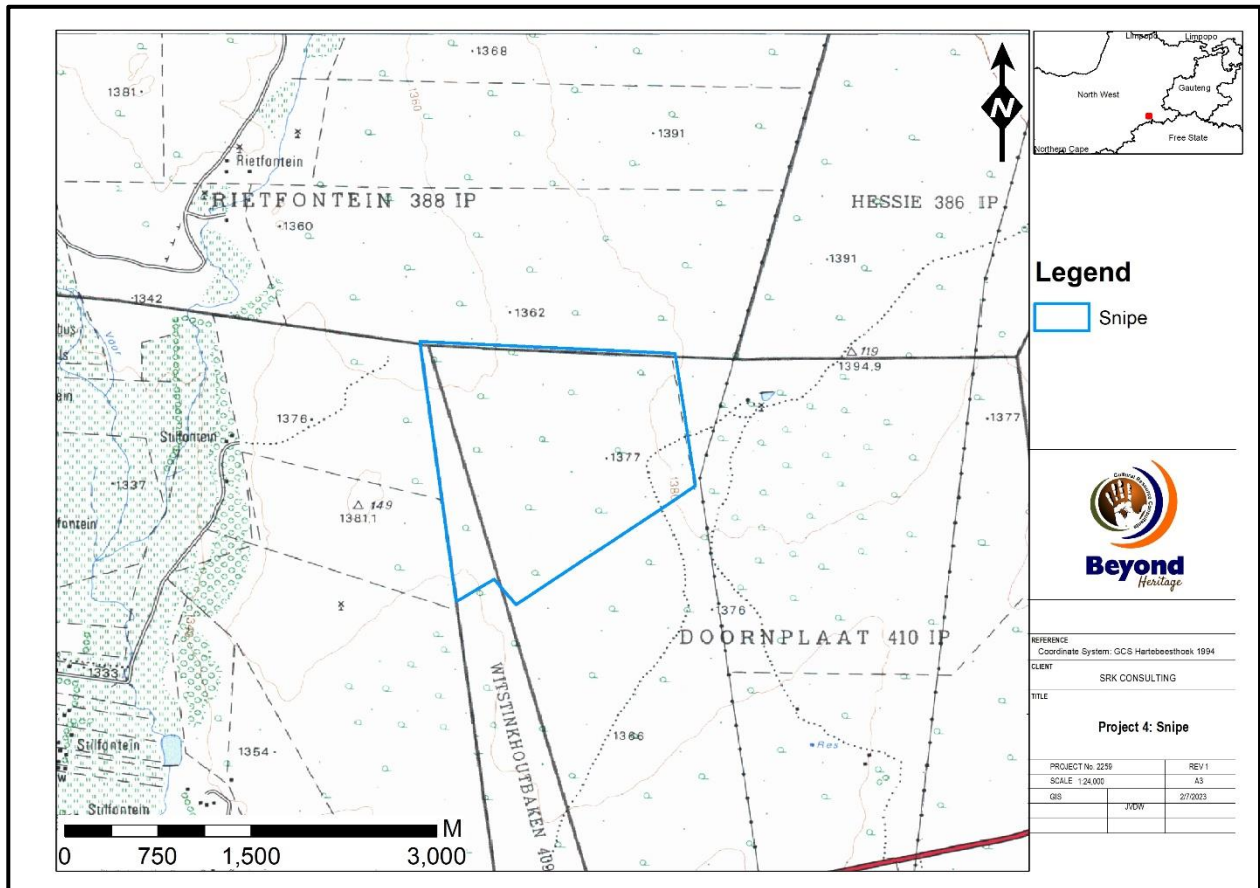 1368
1381
1380
1391
Rietfontein
RIETFONTEIN 388 IP
HESSIE 386 IP
1360
1391
1342
1362
Voor
119
1394.9
1376
1377
1377
Stilfontein
1337
149
1381.1
1376
DOORNPLAAT 410 IP
1333
WITSTINKHOUTBAKEN 409
1366
Res
1354
Stilfontein
W
Stilfontein
M
0 750 1,500 3,000
N
Limpopo
Limpopo
North West
Gauteng
Free State
Northern Cape
Legend
Snipe
Beyond
Heritage
REFERENCE
Coordinate System: GCS Hartebeesthoek 1994
CLIENT
SRK CONSULTING
TITLE
Project 4: Snipe
PROJECT No. 2259 REV 1
SCALE 1:24,000 A3
GIS JVDW 2/7/2023